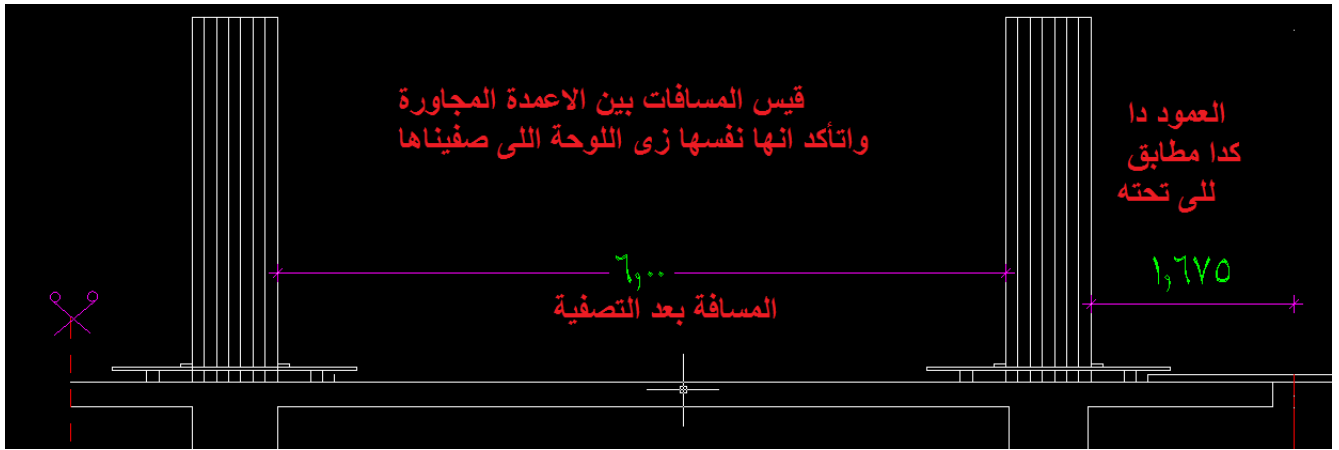 قيس المسافات بين الاعمدة المجاورة
واتأكد انها نفسها زى اللوحة اللى صفيناها
العمود دا
كدا مطابق
للى تحته
٦,٠٠
١,٦٧٥
المسافة بعد التصفية